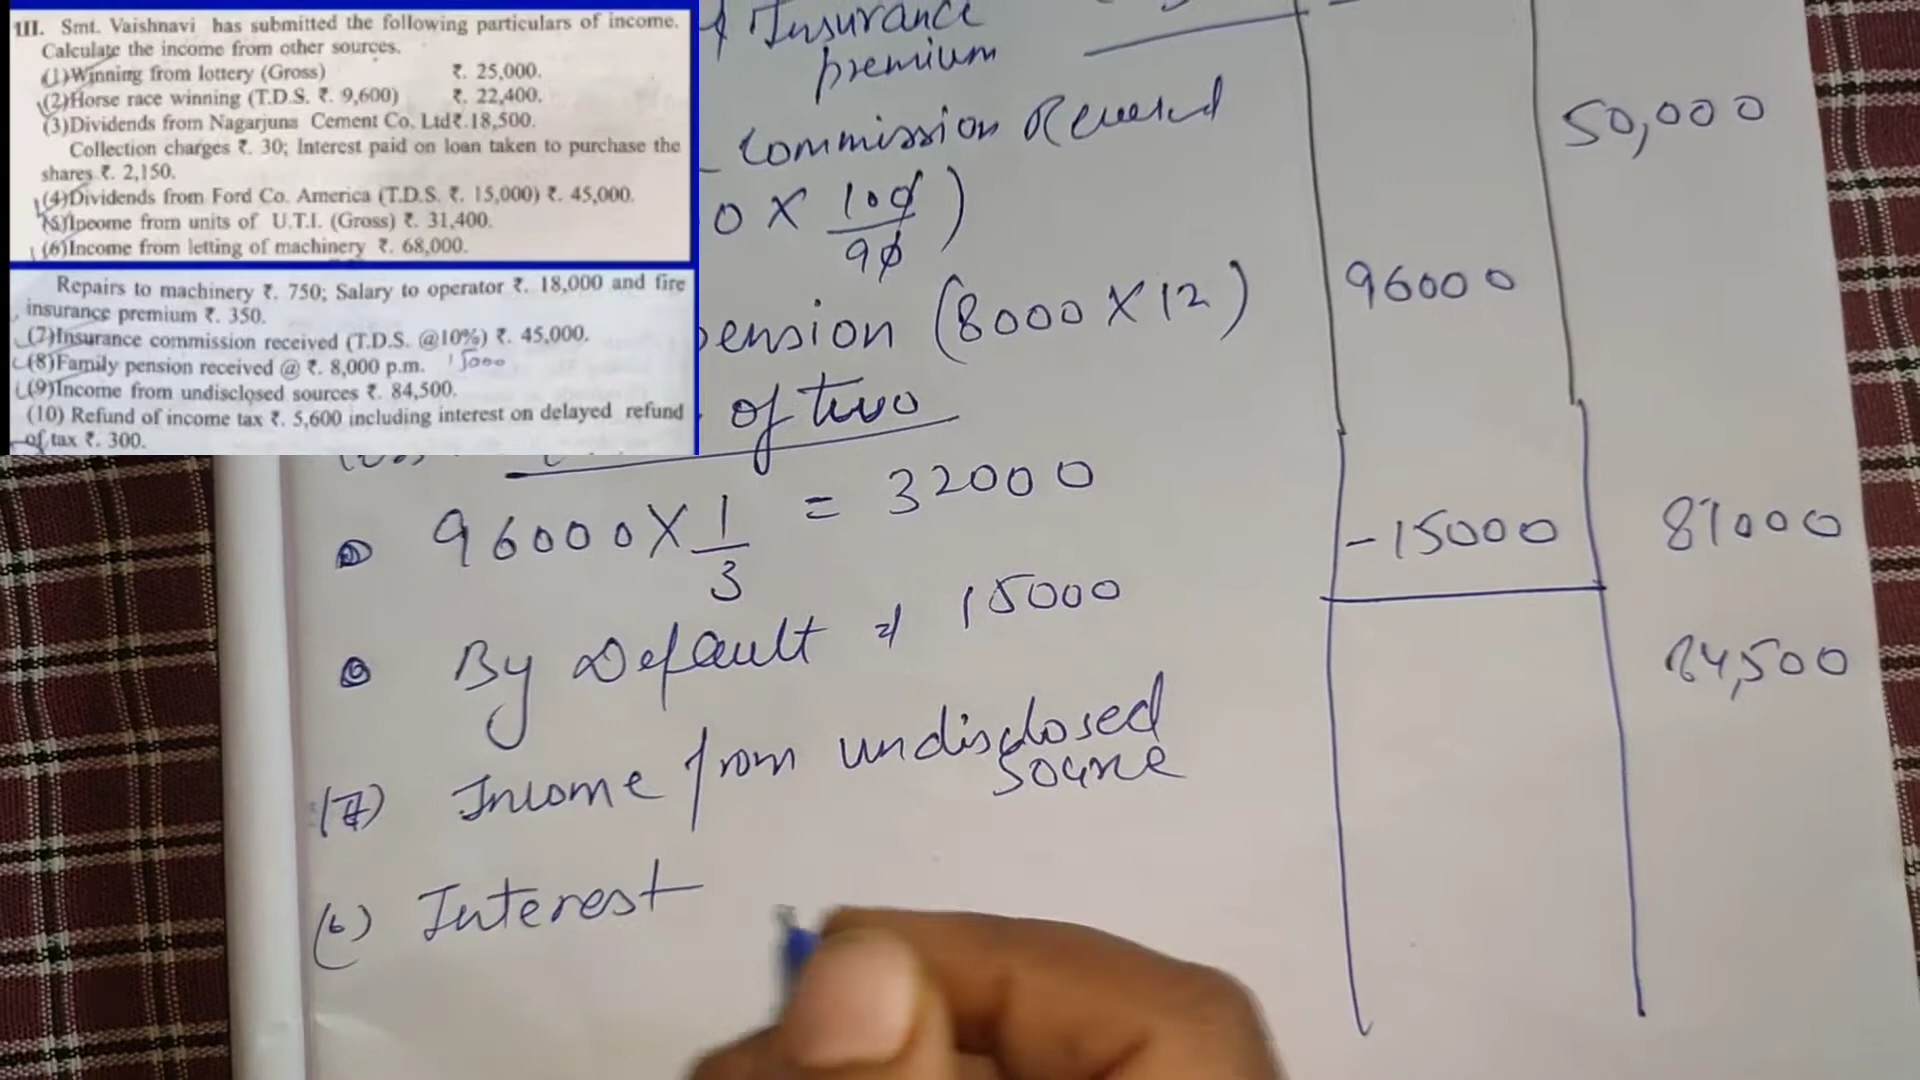 III. Smt. Vaishnavi has submitted the following particulars of income.
Calculate the income from other sources.
(1)Winning from lottery (Gross) ₹. 25,000.
(2)Horse race winning (T.D.S. ₹. 9,600) ₹. 22,400.
(3)Dividends from Nagarjuna Cement Co. Ltd₹.18,500.
Collection charges ₹. 30; Interest paid on loan taken to purchase the
shares ₹. 2,150.
(4)Dividends from Ford Co. America (T.D.S. ₹. 15,000) ₹. 45,000.
(5)Income from units of U.T.I. (Gross) ₹. 31,400.
(6)Income from letting of machinery ₹. 68,000.
Repairs to machinery ₹. 750; Salary to operator ₹. 18,000 and fire
insurance premium ₹. 350.
(7)Insurance commission received (T.D.S. @10%) ₹. 45,000.
(8)Family pension received @ ₹. 8,000 p.m. 15000
(9)Income from undisclosed sources ₹. 84,500.
(10) Refund of income tax ₹. 5,600 including interest on delayed refund
of tax ₹. 300.
Insurance
premium
Commission Received 50,000
0 X 100/90)
pension (8000 X 12) 96000
of two
96000 X 1/3 = 32000
-15000 81000
By Default = 15000
84,500
Income from undisclosed
source
Interest